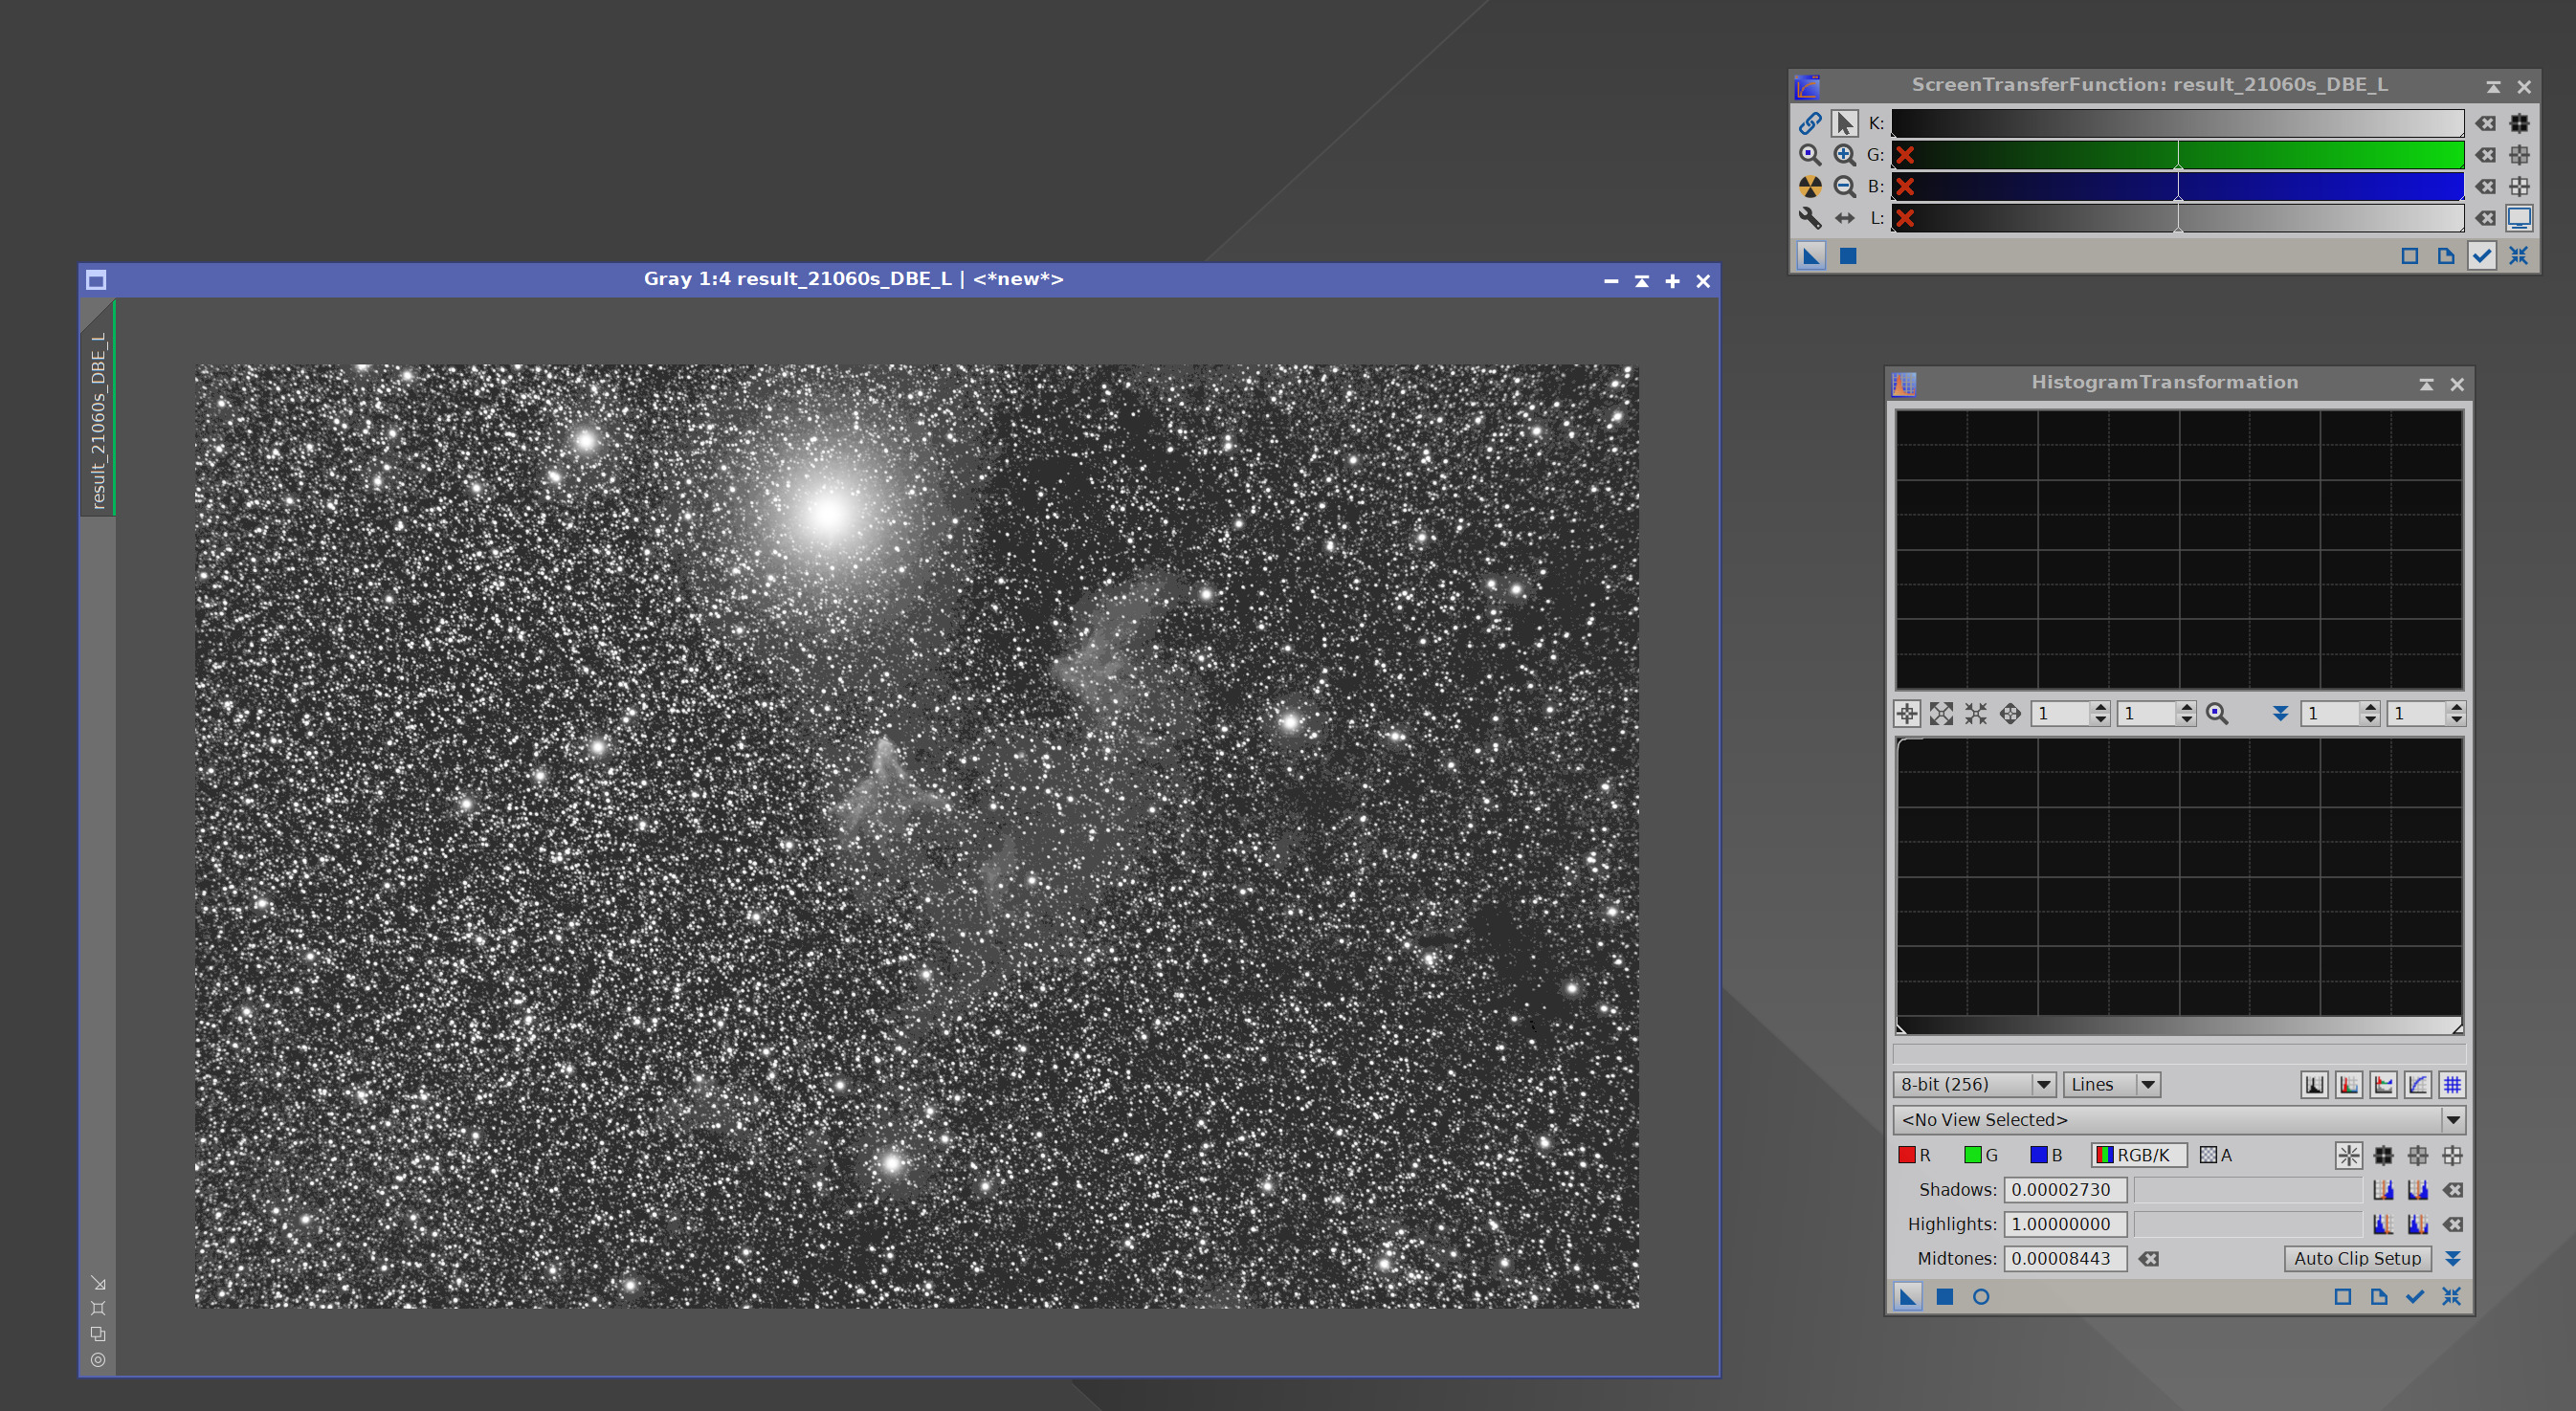 ScreenTransferFunction: result_21060s_DBE_L
K:
G:
B:
L:
Gray 1:4 result_21060s_DBE_L | <*new*>
result_21060s_DBE_L
HistogramTransformation
1 1 1 1
8-bit (256) Lines
<No View Selected>
R G B RGB/K A
Shadows: 0.00002730
Highlights: 1.00000000
Midtones: 0.00008443 Auto Clip Setup